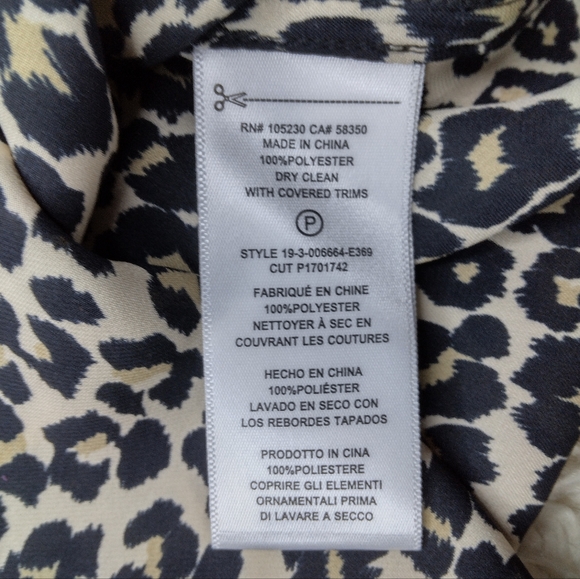 RN# 105230 CA# 58350
MADE IN CHINA
100%POLYESTER
DRY CLEAN
WITH COVERED TRIMS
P
STYLE 19-3-006664-E369
CUT P1701742
FABRIQUÉ EN CHINE
100%POLYESTER
NETTOYER À SEC EN
COUVRANT LES COUTURES
HECHO EN CHINA
100%POLIÉSTER
LAVADO EN SECO CON
LOS REBORDES TAPADOS
PRODOTTO IN CINA
100%POLIESTERE
COPRIRE GLI ELEMENTI
ORNAMENTALI PRIMA
DI LAVARE A SECCO